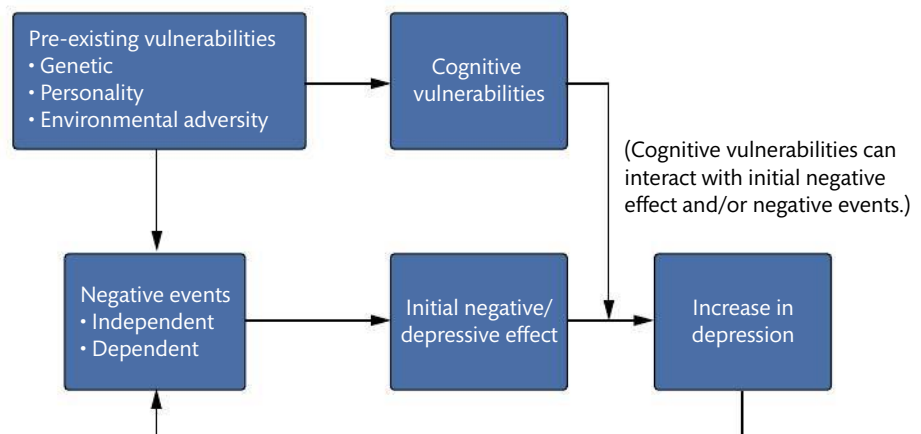 Pre-existing vulnerabilities
• Genetic
• Personality
• Environmental adversity
Cognitive
vulnerabilities
(Cognitive vulnerabilities can
interact with initial negative
effect and/or negative events.)
Negative events
• Independent
• Dependent
Initial negative/
depressive effect
Increase in
depression